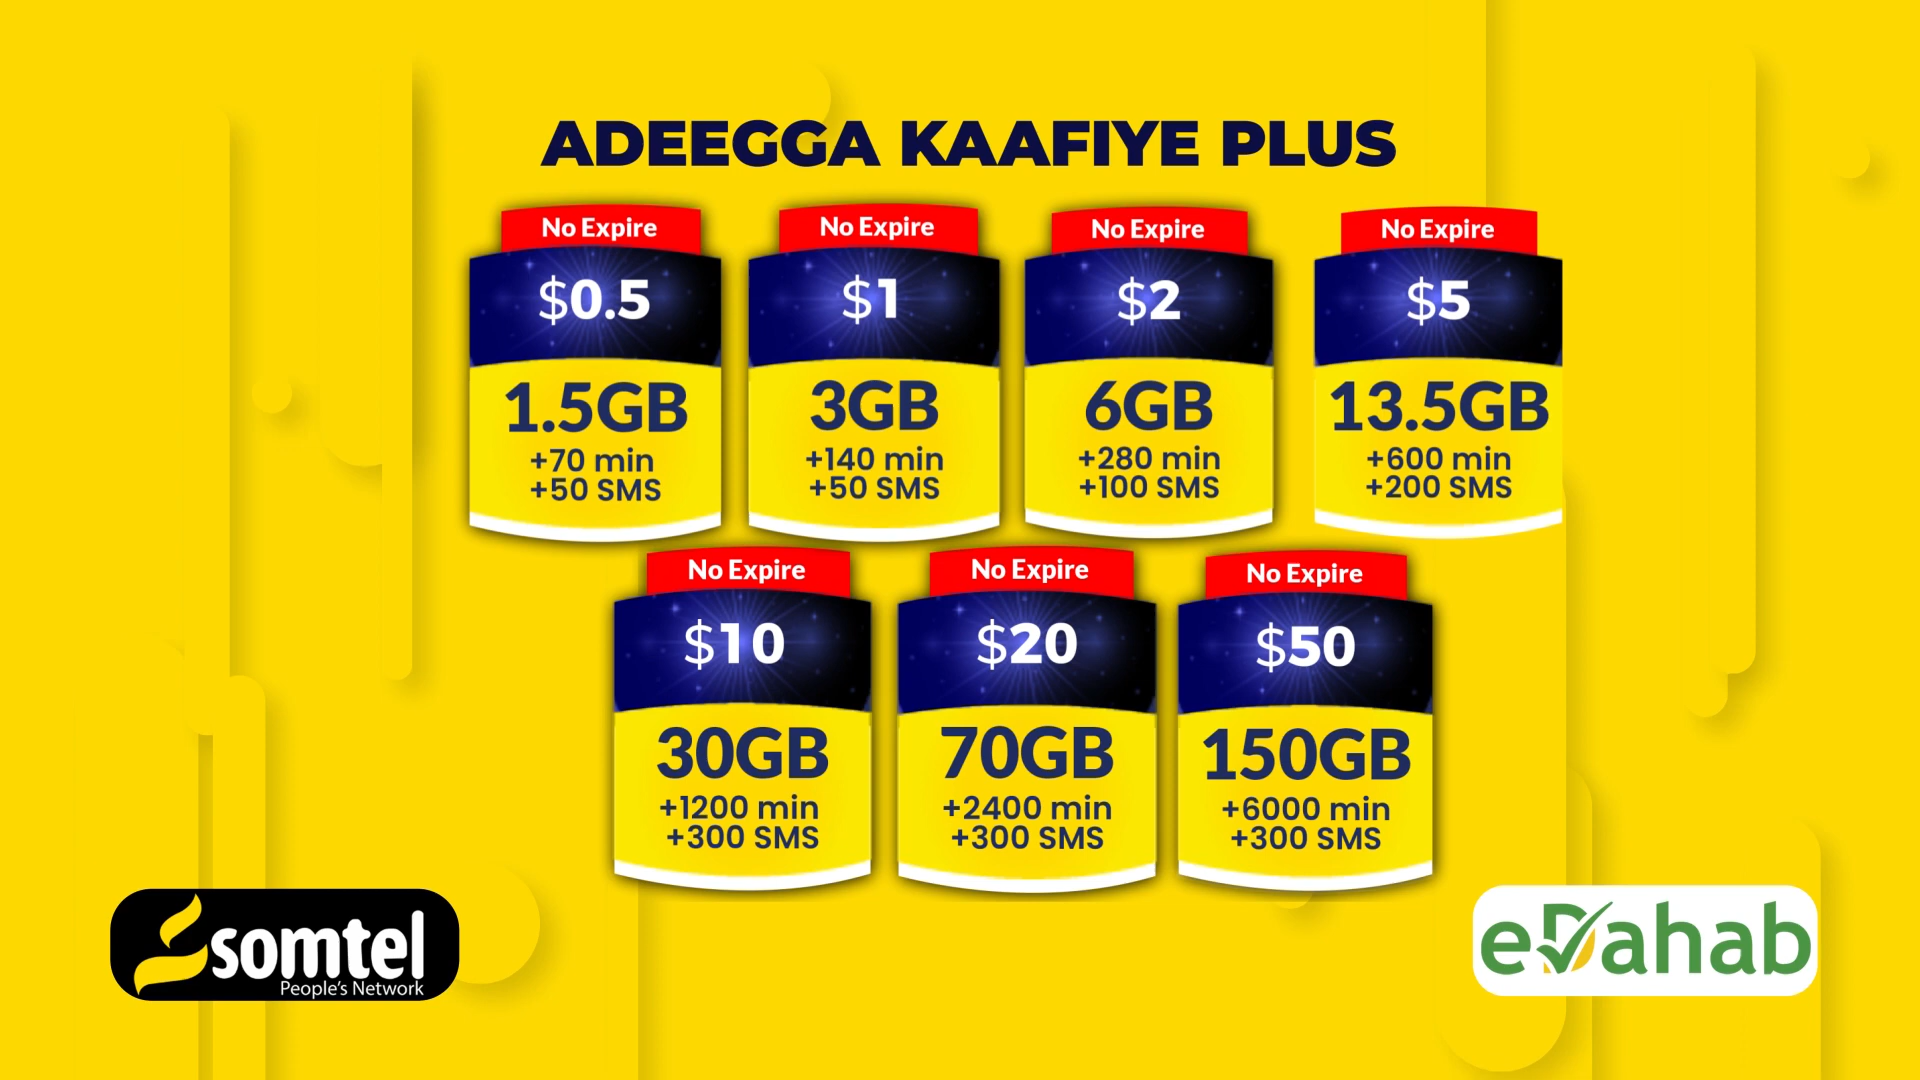 ADEEGGA KAAFIYE PLUS
No Expire
$0.5
1.5GB
+70 min
+50 SMS
No Expire
$1
3GB
+140 min
+50 SMS
No Expire
$2
6GB
+280 min
+100 SMS
No Expire
$5
13.5GB
+600 min
+200 SMS
No Expire
$10
30GB
+1200 min
+300 SMS
No Expire
$20
70GB
+2400 min
+300 SMS
No Expire
$50
150GB
+6000 min
+300 SMS
somtel
People's Network
eDahab